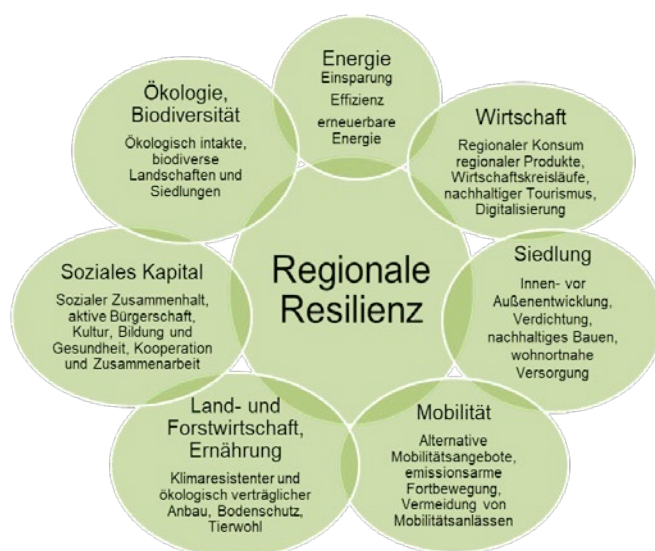 Energie
Einsparung
Effizienz
erneuerbare
Energie
Wirtschaft
Regionaler Konsum
regionaler Produkte,
Wirtschaftskreisläufe,
nachhaltiger Tourismus,
Digitalisierung
Siedlung
Innen- vor
Außenentwicklung,
Verdichtung,
nachhaltiges Bauen,
wohnortnahe
Versorgung
Mobilität
Alternative
Mobilitätsangebote,
emissionsarme
Fortbewegung,
Vermeidung von
Mobilitätsanlässen
Land- und
Forstwirtschaft,
Ernährung
Klimaresistenter und
ökologisch verträglicher
Anbau, Bodenschutz,
Tierwohl
Soziales Kapital
Sozialer Zusammenhalt,
aktive Bürgerschaft,
Kultur, Bildung und
Gesundheit, Kooperation
und Zusammenarbeit
Ökologie,
Biodiversität
Ökologisch intakte,
biodiverse
Landschaften und
Siedlungen
Regionale
Resilienz